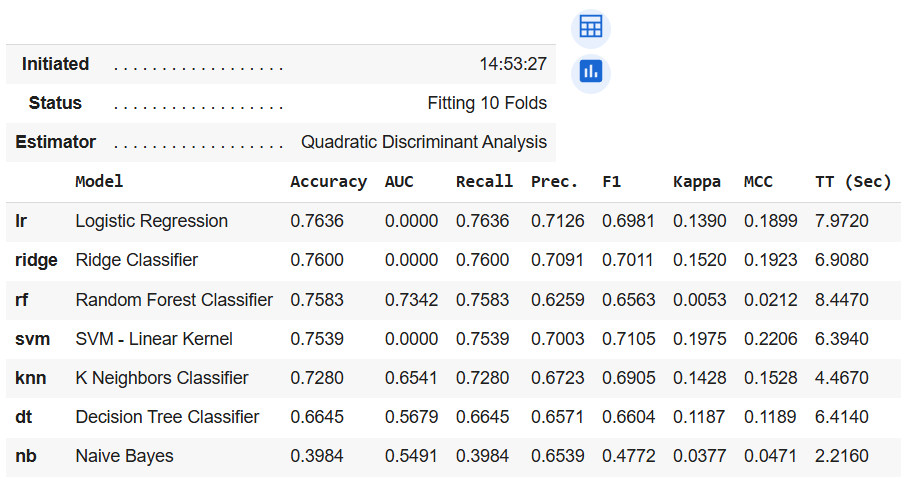 Initiated . . . . . . . . . . . . . . . . . . 14:53:27
Status . . . . . . . . . . . . . . . . . . Fitting 10 Folds
Estimator . . . . . . . . . . . . . . . . . . Quadratic Discriminant Analysis
Model Accuracy AUC Recall Prec. F1 Kappa MCC TT (Sec)
lr Logistic Regression 0.7636 0.0000 0.7636 0.7126 0.6981 0.1390 0.1899 7.9720
ridge Ridge Classifier 0.7600 0.0000 0.7600 0.7091 0.7011 0.1520 0.1923 6.9080
rf Random Forest Classifier 0.7583 0.7342 0.7583 0.6259 0.6563 0.0053 0.0212 8.4470
svm SVM - Linear Kernel 0.7539 0.0000 0.7539 0.7003 0.7105 0.1975 0.2206 6.3940
knn K Neighbors Classifier 0.7280 0.6541 0.7280 0.6723 0.6905 0.1428 0.1528 4.4670
dt Decision Tree Classifier 0.6645 0.5679 0.6645 0.6571 0.6604 0.1187 0.1189 6.4140
nb Naive Bayes 0.3984 0.5491 0.3984 0.6539 0.4772 0.0377 0.0471 2.2160